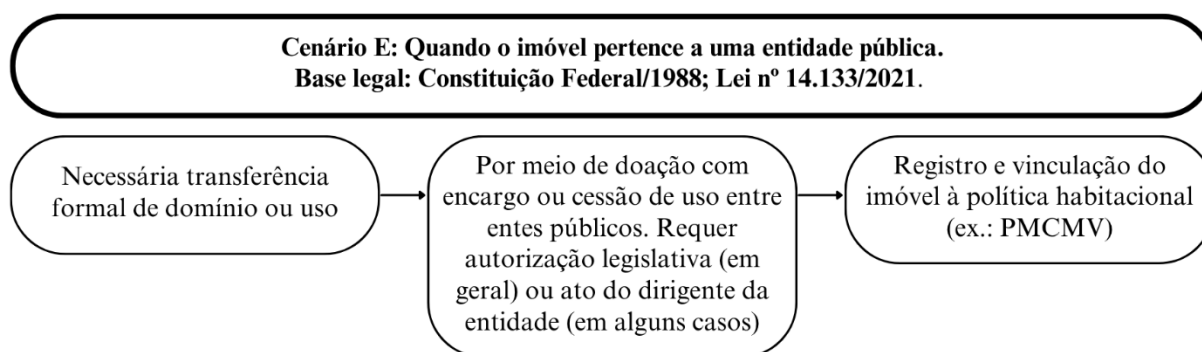 Cenário E: Quando o imóvel pertence a uma entidade pública.
Base legal: Constituição Federal/1988; Lei nº 14.133/2021.
Necessária transferência
formal de domínio ou uso
Por meio de doação com
encargo ou cessão de uso entre
entes públicos. Requer
autorização legislativa (em
geral) ou ato do dirigente da
entidade (em alguns casos)
Registro e vinculação do
imóvel à política habitacional
(ex.: PMCMV)